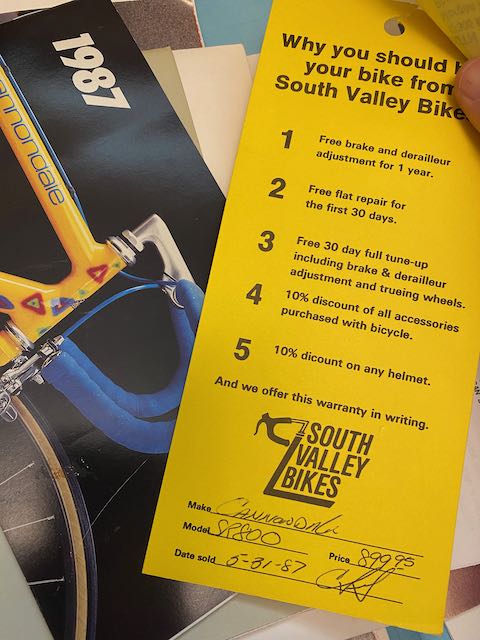 1987
cannondale
Why you should
your bike from
South Valley Bike
1 Free brake and derailleur
adjustment for 1 year.
2 Free flat repair for
the first 30 days.
3 Free 30 day full tune-up
including brake & derailleur
adjustment and trueing wheels.
4 10% discount of all accessories
purchased with bicycle.
5 10% dicount on any helmet.
And we offer this warranty in writing.
SOUTH
VALLEY
BIKES
Make Cannondale
Model SR800 Price 899.95
Date sold 5-31-87